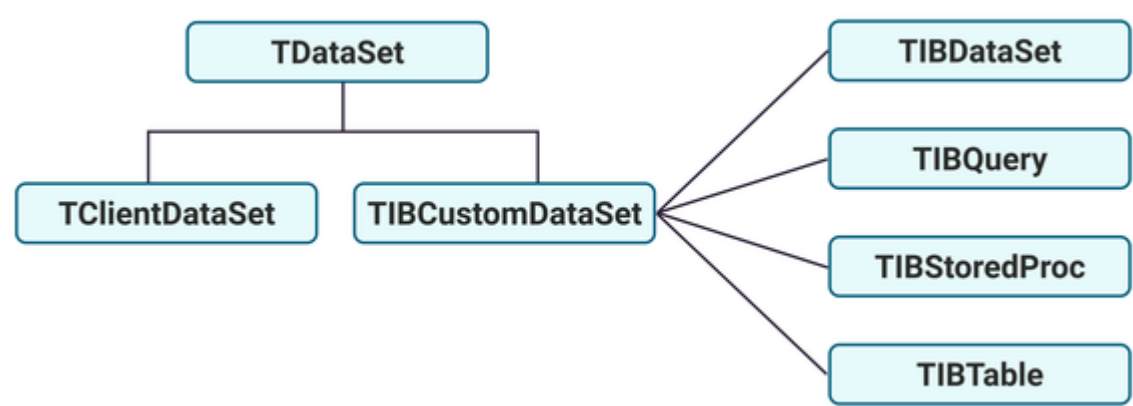 TDataSet
TClientDataSet
TIBCustomDataSet
TIBDataSet
TIBQuery
TIBStoredProc
TIBTable